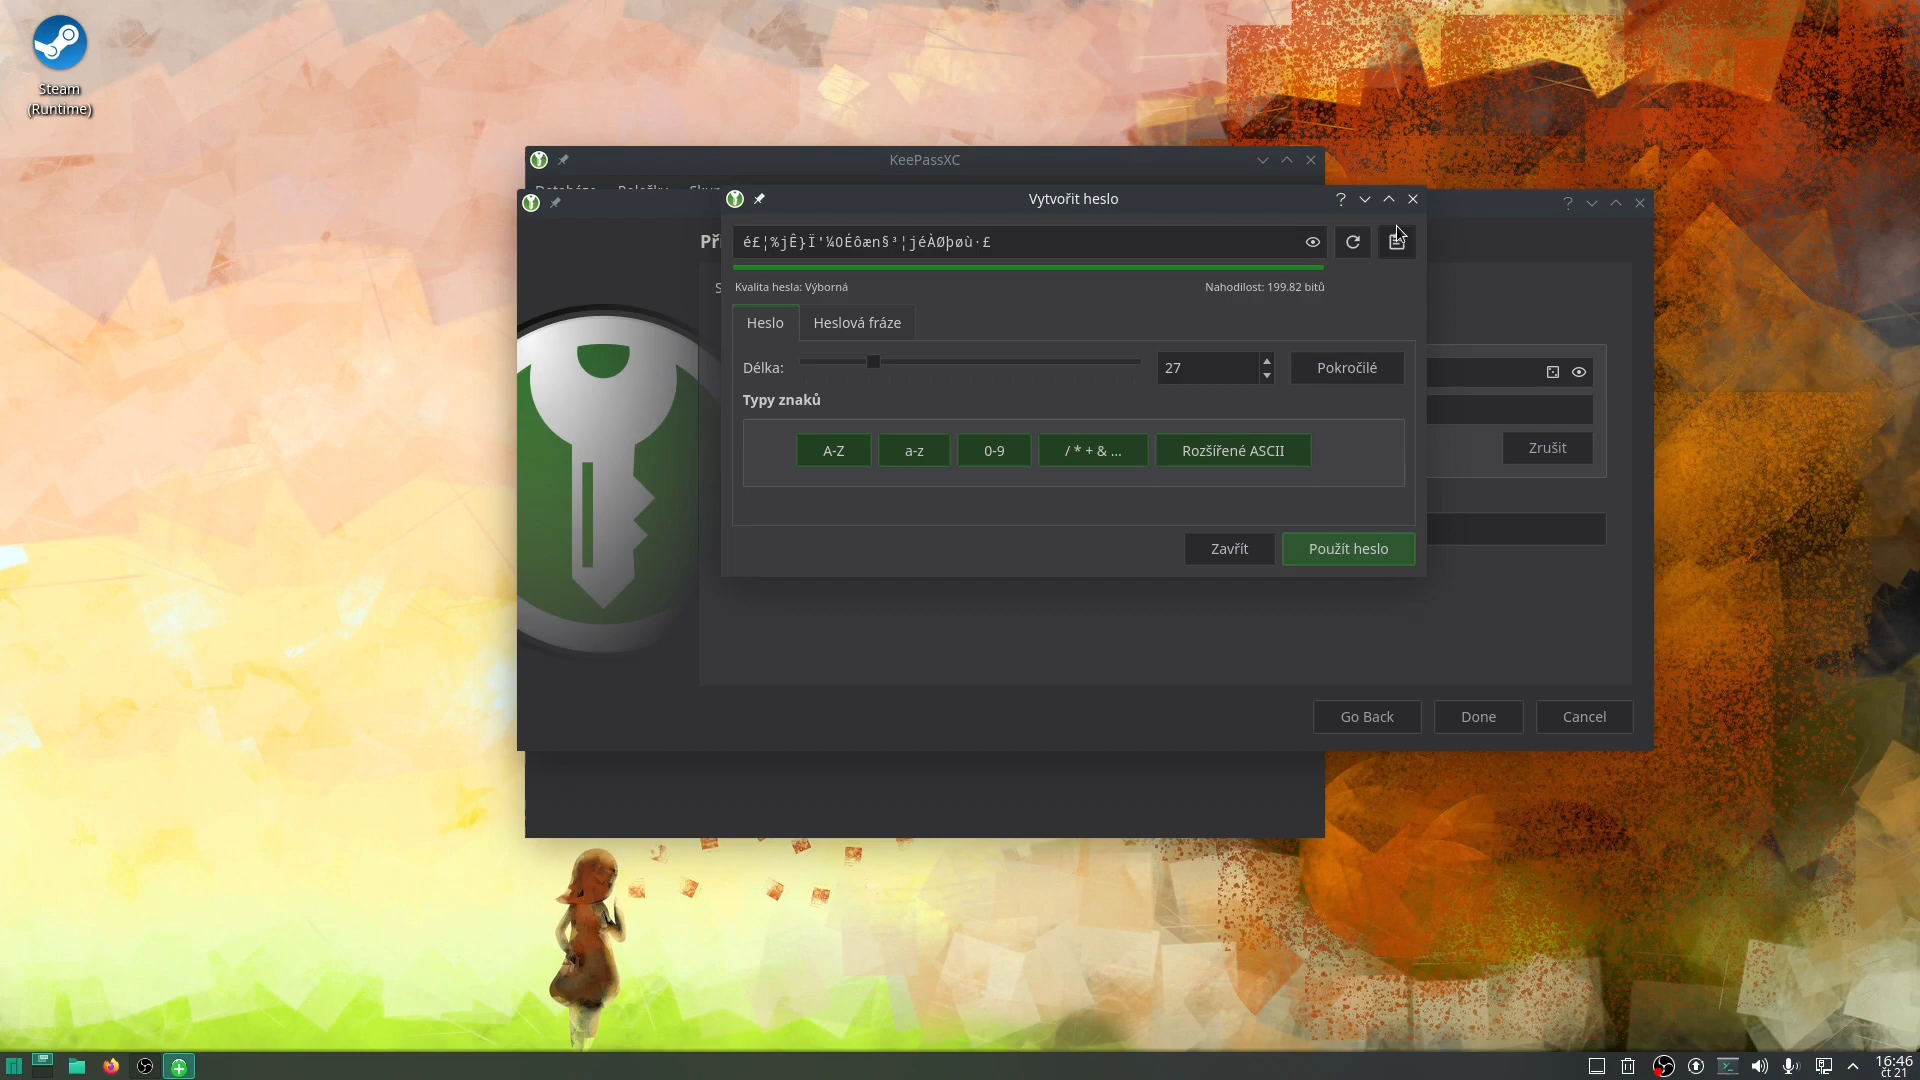 Steam
(Runtime)
KeePassXC
Vytvořit heslo
Při
é£¦%jÊ}Ï'¼OÉôæn§³¦jéÀØþøù·£
Kvalita hesla: Výborná
Nahodilost: 199.82 bitů
Heslo
Heslová fráze
Délka:
27
Pokročilé
Typy znaků
A-Z
a-z
0-9
/ * + & ...
Rozšířené ASCII
Zrušit
Zavřít
Použít heslo
Go Back
Done
Cancel
16:46
čt 21